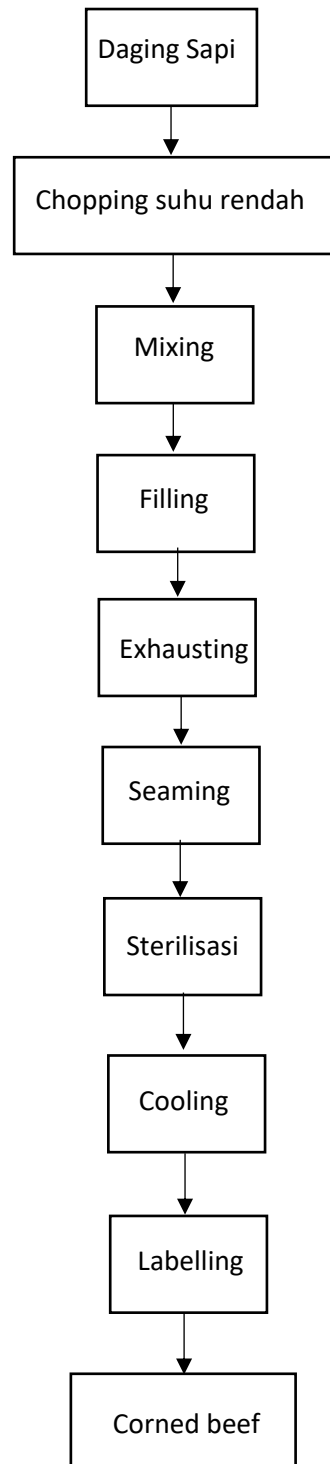 Daging Sapi
Chopping suhu rendah
Mixing
Filling
Exhausting
Seaming
Sterilisasi
Cooling
Labelling
Corned beef